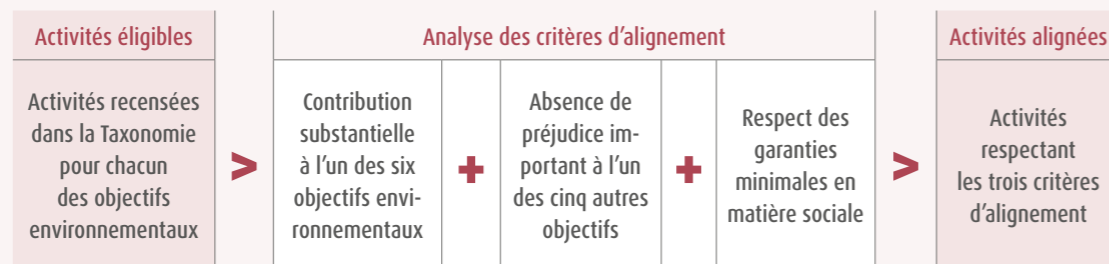 Activités éligibles
Analyse des critères d'alignement
Activités alignées
Activités recensées
dans la Taxonomie
pour chacun
des objectifs
environnementaux
>
Contribution
substantielle
à l'un des six
objectifs envi-
ronnementaux
+
Absence de
préjudice im-
portant à l'un
des cinq autres
objectifs
+
Respect des
garanties
minimales en
matière sociale
>
Activités
respectant
les trois critères
d'alignement